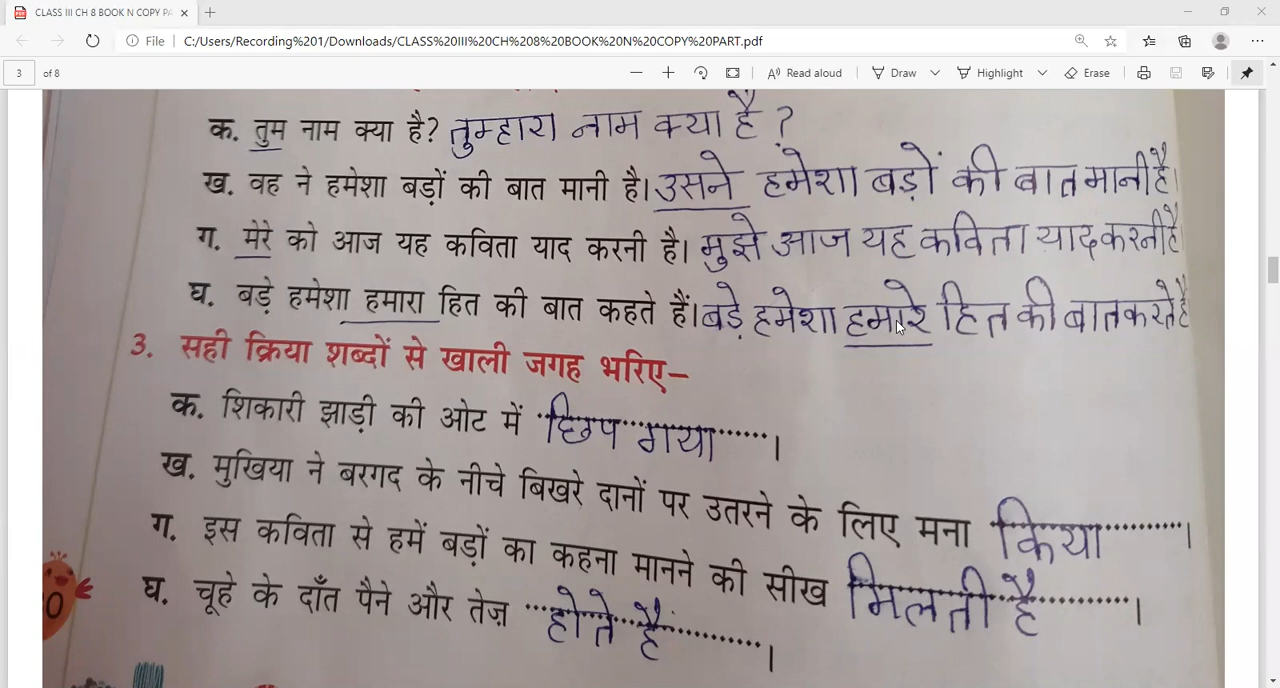 CLASS III CH 8 BOOK N COPY PA
File C:/Users/Recording%201/Downloads/CLASS%20III%20CH%208%20BOOK%20N%20COPY%20PART.pdf
3 of 8 Read aloud Draw Highlight Erase
क. तुम नाम क्या है? तुम्हारा नाम क्या है ?
ख. वह ने हमेशा बड़ों की बात मानी है। उसने हमेशा बड़ों की बात मानी है।
ग. मेरे को आज यह कविता याद करनी है। मुझे आज यह कविता याद करनी है।
घ. बड़े हमेशा हमारा हित की बात कहते हैं। बड़े हमेशा हमारे हित की बात करते है
3. सही क्रिया शब्दों से खाली जगह भरिए–
क. शिकारी झाड़ी की ओट में छिप गया ।
ख. मुखिया ने बरगद के नीचे बिखरे दानों पर उतरने के लिए मना किया ।
ग. इस कविता से हमें बड़ों का कहना मानने की सीख मिलती है ।
घ. चूहे के दाँत पैने और तेज़ होते हैं ।